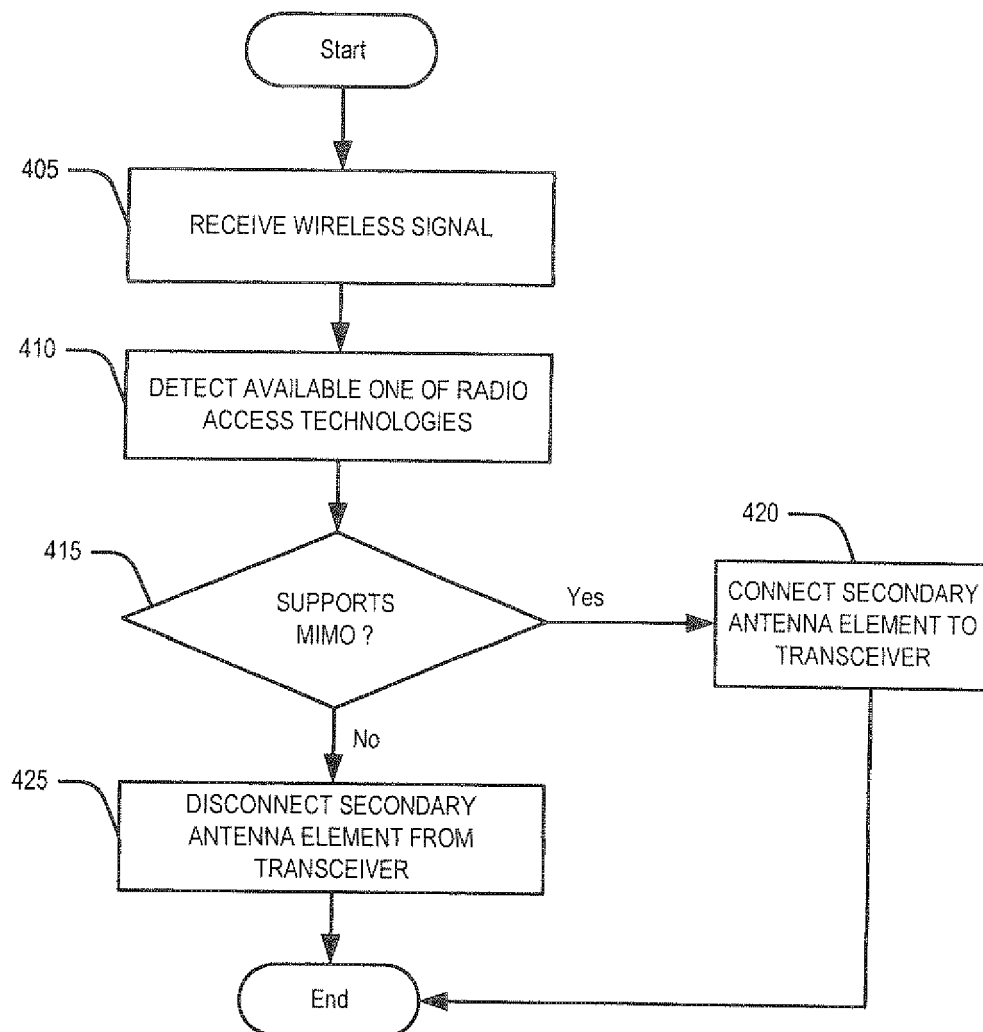 Start
405
RECEIVE WIRELESS SIGNAL
410
DETECT AVAILABLE ONE OF RADIO
ACCESS TECHNOLOGIES
415
SUPPORTS
MIMO ?
Yes
420
CONNECT SECONDARY
ANTENNA ELEMENT TO
TRANSCEIVER
No
425
DISCONNECT SECONDARY
ANTENNA ELEMENT FROM
TRANSCEIVER
End